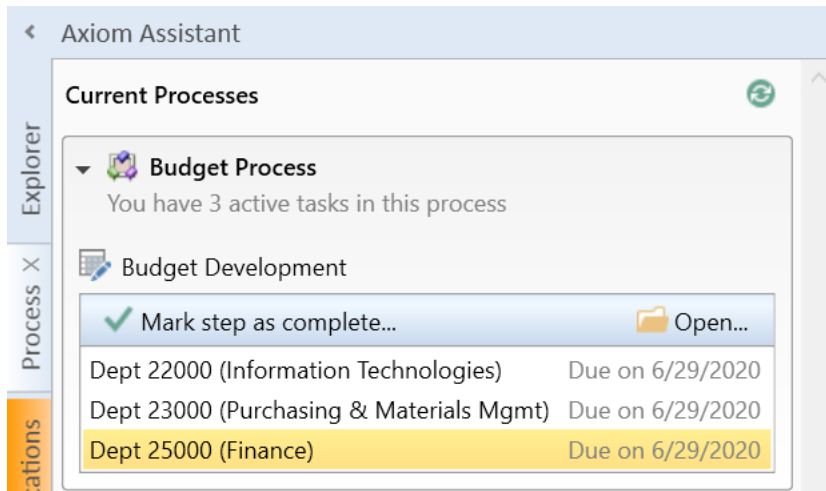 Axiom Assistant
Current Processes
Explorer
Budget Process
You have 3 active tasks in this process
Budget Development
Process X
Mark step as complete... Open...
Dept 22000 (Information Technologies) Due on 6/29/2020
Dept 23000 (Purchasing & Materials Mgmt) Due on 6/29/2020
Dept 25000 (Finance) Due on 6/29/2020